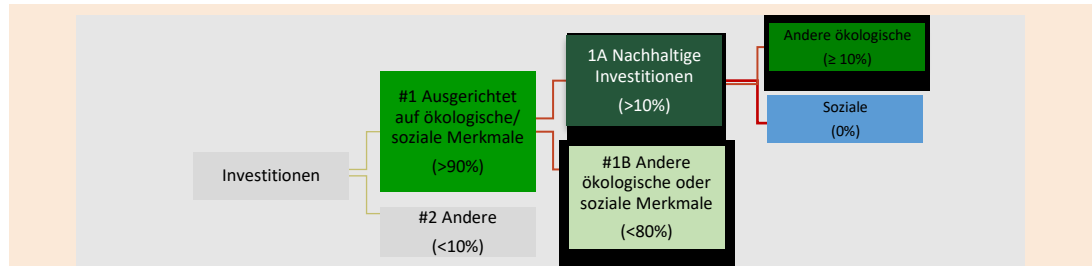 Investitionen
#1 Ausgerichtet
auf ökologische/
soziale Merkmale
(>90%)
#2 Andere
(<10%)
1A Nachhaltige
Investitionen
(>10%)
#1B Andere
ökologische oder
soziale Merkmale
(<80%)
Andere ökologische
(≥ 10%)
Soziale
(0%)